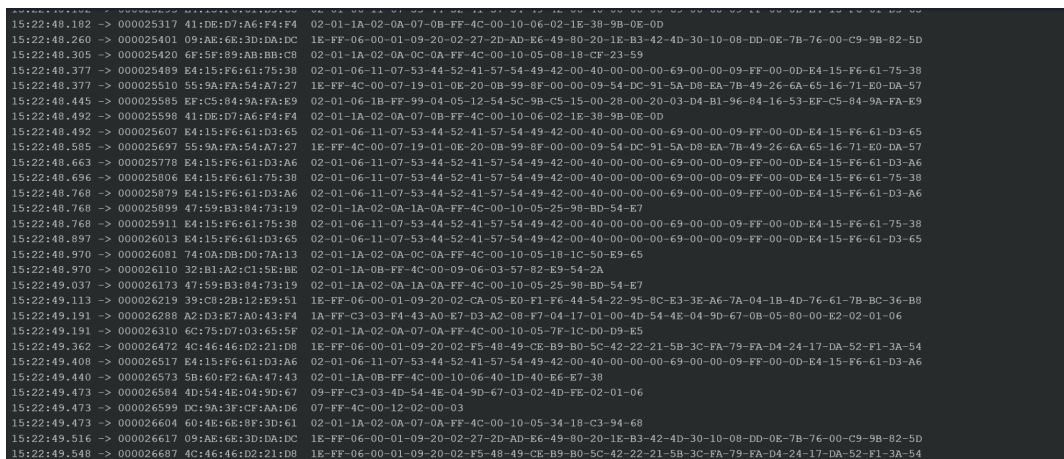 15:22:48.182 -> 000025317 41:DE:D7:A6:F4:F4 02-01-1A-02-0A-07-0B-FF-4C-00-10-06-02-1E-38-9B-0E-0D
15:22:48.260 -> 000025401 09:AE:6E:3D:DA:DC 1E-FF-06-00-01-09-20-02-27-2D-AD-E6-49-80-20-1E-B3-42-4D-30-10-08-DD-0E-7B-76-00-C9-9B-82-5D
15:22:48.305 -> 000025420 6F:5F:89:AB:BB:C8 02-01-1A-02-0A-0C-0A-FF-4C-00-10-05-08-18-CF-23-59
15:22:48.377 -> 000025489 E4:15:F6:61:75:38 02-01-06-11-07-53-44-52-41-57-54-49-42-00-40-00-00-00-69-00-00-09-FF-00-0D-E4-15-F6-61-75-38
15:22:48.377 -> 000025510 55:9A:FA:54:A7:27 1E-FF-4C-00-07-19-01-0E-20-0B-99-8F-00-00-09-54-DC-91-5A-D8-EA-7B-49-26-6A-65-16-71-E0-DA-57
15:22:48.445 -> 000025585 EF:C5:84:9A:FA:E9 02-01-06-1B-FF-99-04-05-12-54-5C-9B-C5-15-00-28-00-20-03-D4-B1-96-84-16-53-EF-C5-84-9A-FA-E9
15:22:48.492 -> 000025598 41:DE:D7:A6:F4:F4 02-01-1A-02-0A-07-0B-FF-4C-00-10-06-02-1E-38-9B-0E-0D
15:22:48.492 -> 000025607 E4:15:F6:61:D3:65 02-01-06-11-07-53-44-52-41-57-54-49-42-00-40-00-00-00-69-00-00-09-FF-00-0D-E4-15-F6-61-D3-65
15:22:48.585 -> 000025697 55:9A:FA:54:A7:27 1E-FF-4C-00-07-19-01-0E-20-0B-99-8F-00-00-09-54-DC-91-5A-D8-EA-7B-49-26-6A-65-16-71-E0-DA-57
15:22:48.663 -> 000025778 E4:15:F6:61:D3:A6 02-01-06-11-07-53-44-52-41-57-54-49-42-00-40-00-00-00-69-00-00-09-FF-00-0D-E4-15-F6-61-D3-A6
15:22:48.696 -> 000025806 E4:15:F6:61:75:38 02-01-06-11-07-53-44-52-41-57-54-49-42-00-40-00-00-00-69-00-00-09-FF-00-0D-E4-15-F6-61-75-38
15:22:48.768 -> 000025879 E4:15:F6:61:D3:A6 02-01-06-11-07-53-44-52-41-57-54-49-42-00-40-00-00-00-69-00-00-09-FF-00-0D-E4-15-F6-61-D3-A6
15:22:48.768 -> 000025899 47:59:B3:84:73:19 02-01-1A-02-0A-1A-0A-FF-4C-00-10-05-25-98-BD-54-E7
15:22:48.768 -> 000025911 E4:15:F6:61:75:38 02-01-06-11-07-53-44-52-41-57-54-49-42-00-40-00-00-00-69-00-00-09-FF-00-0D-E4-15-F6-61-75-38
15:22:48.897 -> 000026013 E4:15:F6:61:D3:65 02-01-06-11-07-53-44-52-41-57-54-49-42-00-40-00-00-00-69-00-00-09-FF-00-0D-E4-15-F6-61-D3-65
15:22:48.970 -> 000026081 74:0A:DB:D0:7A:13 02-01-1A-02-0A-0C-0A-FF-4C-00-10-05-18-1C-50-E9-65
15:22:48.970 -> 000026110 32:B1:A2:C1:5E:BE 02-01-1A-0B-FF-4C-00-09-06-03-57-82-E9-54-2A
15:22:49.037 -> 000026173 47:59:B3:84:73:19 02-01-1A-02-0A-1A-0A-FF-4C-00-10-05-25-98-BD-54-E7
15:22:49.113 -> 000026219 39:C8:2B:12:E9:51 1E-FF-06-00-01-09-20-02-CA-05-E0-F1-F6-44-54-22-95-8C-E3-3E-A6-7A-04-1B-4D-76-61-7B-BC-36-B8
15:22:49.191 -> 000026288 A2:D3:E7:A0:43:F4 1A-FF-C3-03-F4-43-A0-E7-D3-A2-08-F7-04-17-01-00-4D-54-4E-04-9D-67-0B-05-80-00-E2-02-01-06
15:22:49.191 -> 000026310 6C:75:D7:03:65:5F 02-01-1A-02-0A-07-0A-FF-4C-00-10-05-7F-1C-D0-D9-E5
15:22:49.362 -> 000026472 4C:46:46:D2:21:D8 1E-FF-06-00-01-09-20-02-F5-48-49-CE-B9-B0-5C-42-22-21-5B-3C-FA-79-FA-D4-24-17-DA-52-F1-3A-54
15:22:49.408 -> 000026517 E4:15:F6:61:D3:A6 02-01-06-11-07-53-44-52-41-57-54-49-42-00-40-00-00-00-69-00-00-09-FF-00-0D-E4-15-F6-61-D3-A6
15:22:49.440 -> 000026573 5B:60:F2:6A:47:43 02-01-1A-0B-FF-4C-00-10-06-40-1D-40-E6-E7-38
15:22:49.473 -> 000026584 4D:54:4E:04:9D:67 09-FF-C3-03-4D-54-4E-04-9D-67-03-02-4D-FE-02-01-06
15:22:49.473 -> 000026599 DC:9A:3F:CF:AA:D6 07-FF-4C-00-12-02-00-03
15:22:49.473 -> 000026604 60:4E:6E:8F:3D:61 02-01-1A-02-0A-07-0A-FF-4C-00-10-05-34-18-C3-94-68
15:22:49.516 -> 000026617 09:AE:6E:3D:DA:DC 1E-FF-06-00-01-09-20-02-27-2D-AD-E6-49-80-20-1E-B3-42-4D-30-10-08-DD-0E-7B-76-00-C9-9B-82-5D
15:22:49.548 -> 000026687 4C:46:46:D2:21:D8 1E-FF-06-00-01-09-20-02-F5-48-49-CE-B9-B0-5C-42-22-21-5B-3C-FA-79-FA-D4-24-17-DA-52-F1-3A-54